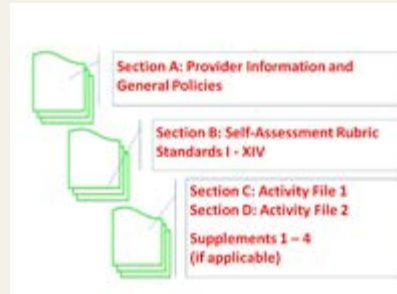 Section A: Provider Information and
General Policies
Section B: Self-Assessment Rubric
Standards I - XIV
Section C: Activity File 1
Section D: Activity File 2
Supplements 1 – 4
(if applicable)